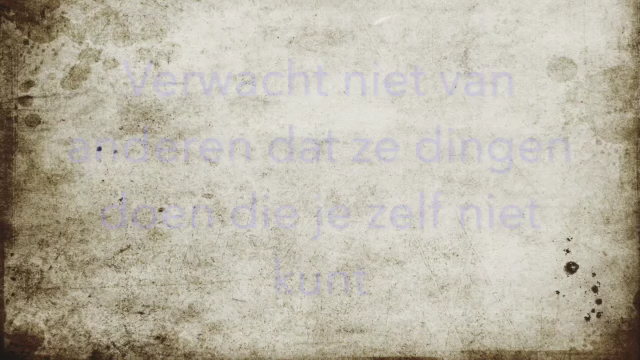 Verwacht niet van
anderen dat ze dingen
doen die je zelf niet
kunt